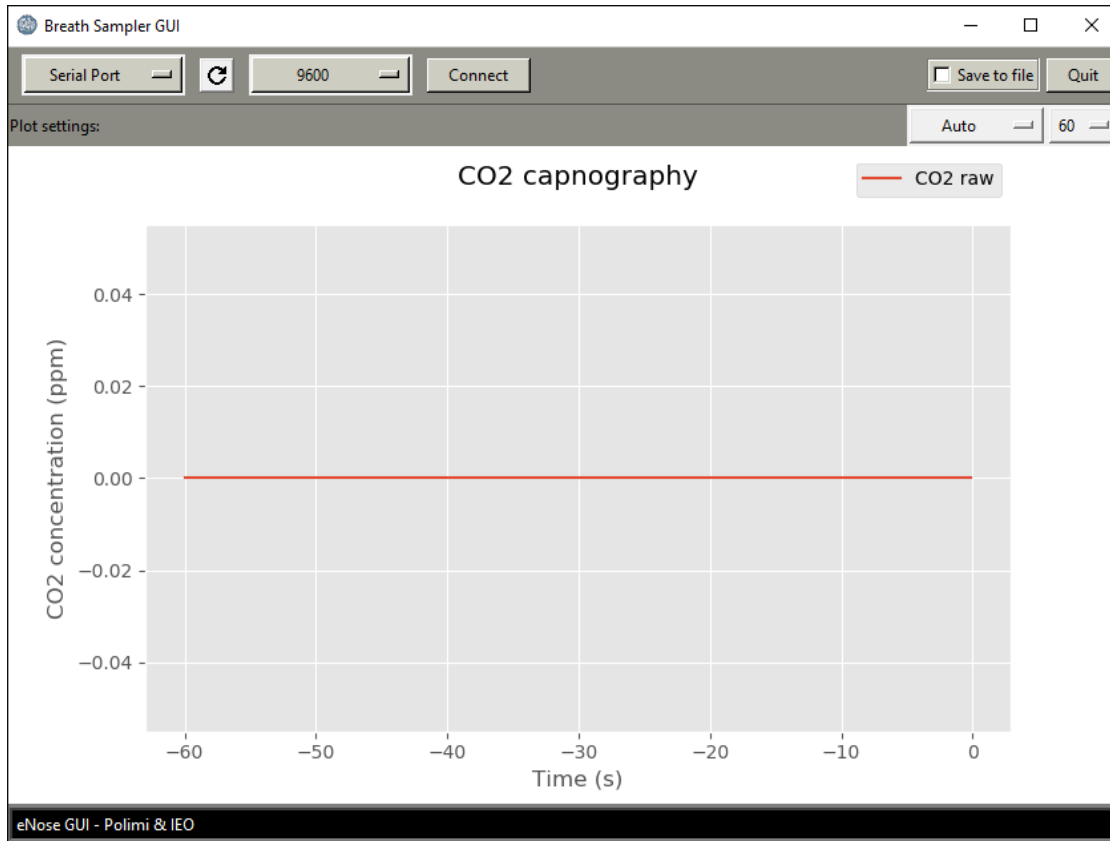 Breath Sampler GUI
Serial Port 9600 Connect Save to file Quit
Plot settings: Auto 60
CO2 capnography
CO2 raw
CO2 concentration (ppm)
0.04
0.02
0.00
−0.02
−0.04
−60 −50 −40 −30 −20 −10 0
Time (s)
eNose GUI - Polimi & IEO